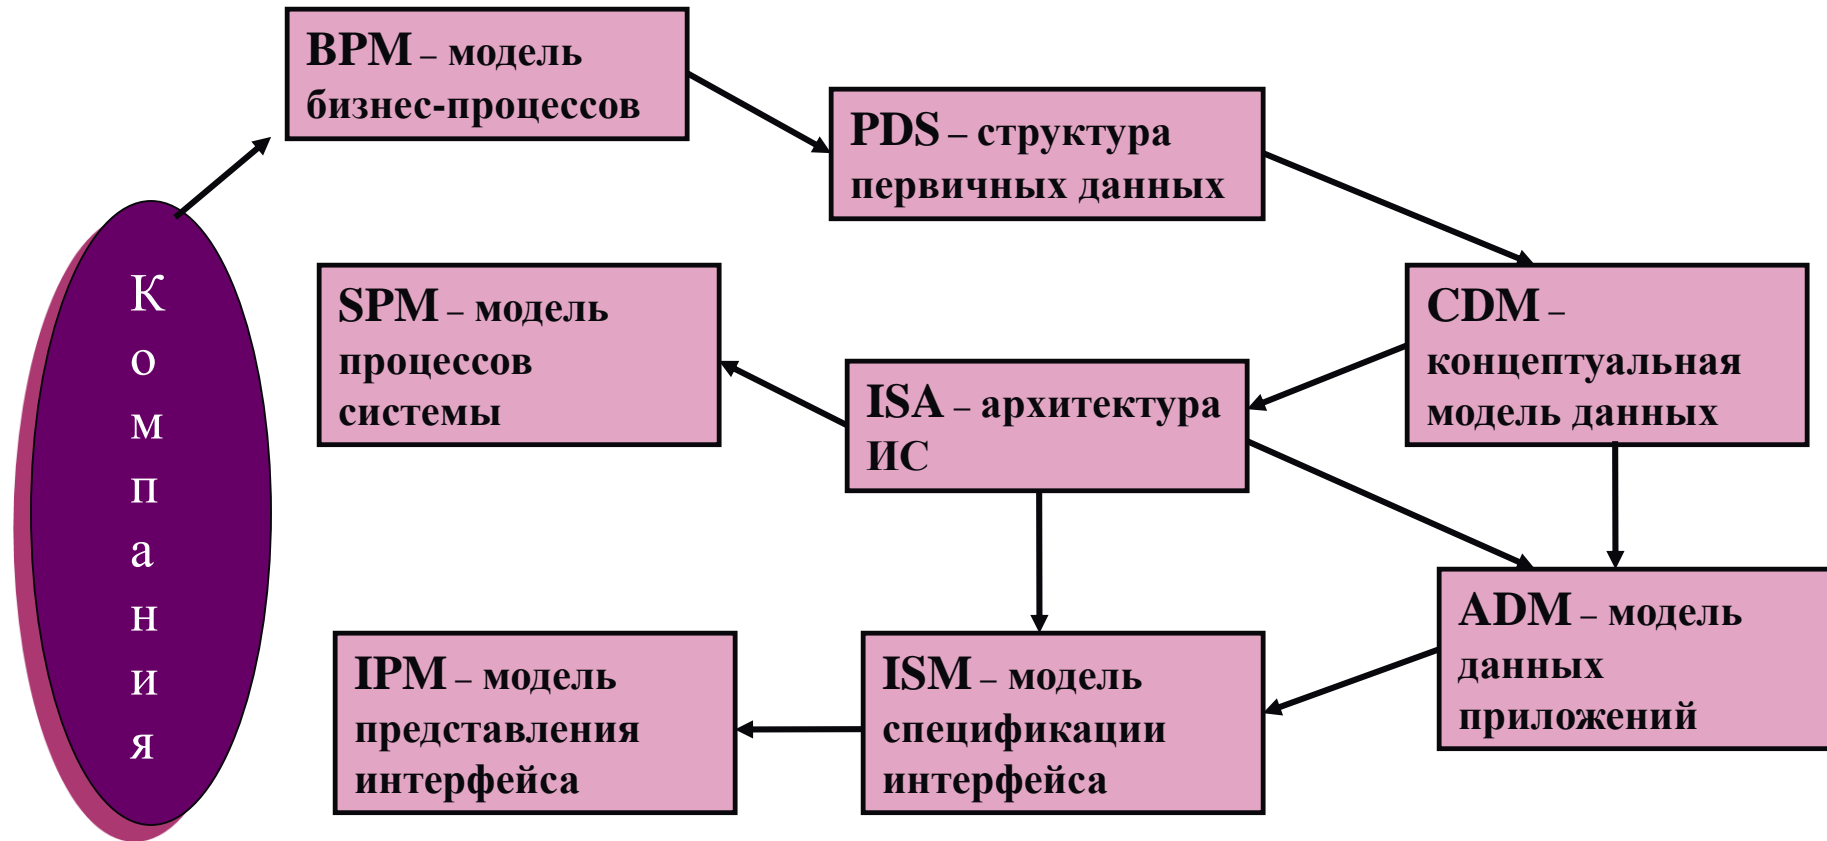 BPM – модель
бизнес-процессов
PDS – структура
первичных данных
К
о
м
п
а
н
и
я
SPM – модель
процессов
системы
ISA – архитектура
ИС
CDM –
концептуальная
модель данных
IPM – модель
представления
интерфейса
ISM – модель
спецификации
интерфейса
ADM – модель
данных
приложений